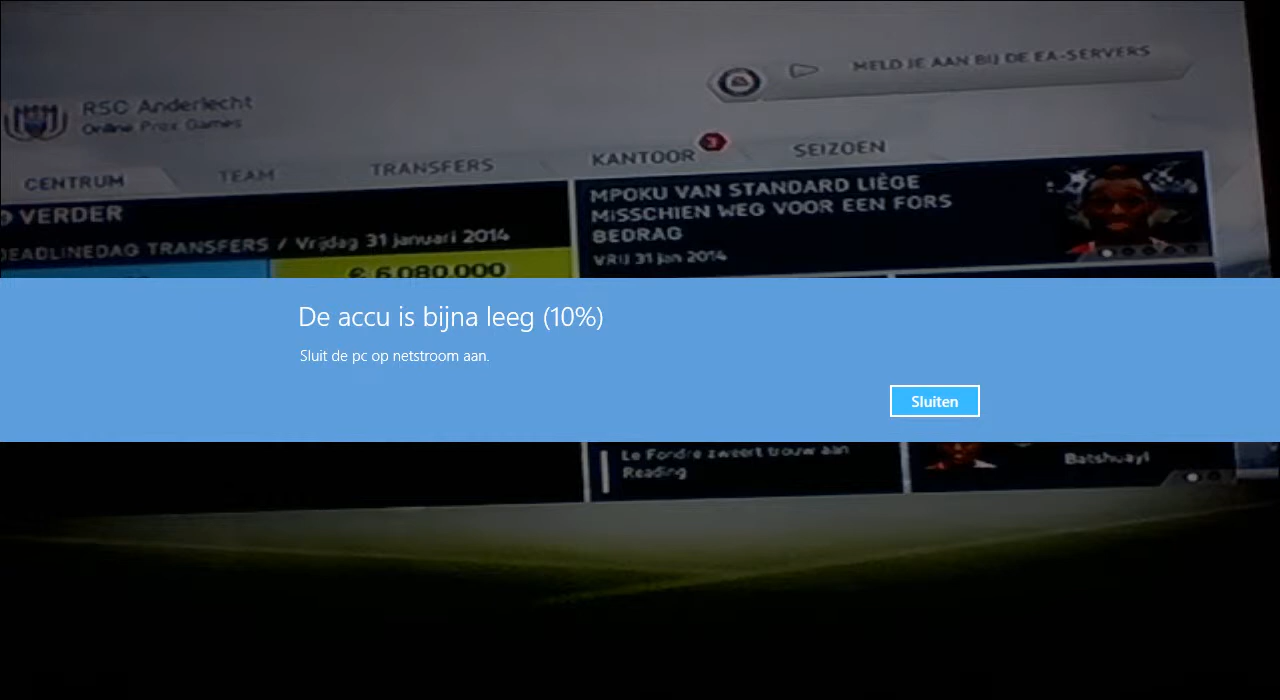 MELD JE AAN BIJ DE EA-SERVERS
RSC Anderlecht
Online Prox Games
CENTRUM
TEAM
TRANSFERS
KANTOOR
3
SEIZOEN
VERDER
DEADLINEDAG TRANSFERS / Vrijdag 31 januari 2014
€ 6.080.000
MPOKU VAN STANDARD LIÈGE
MISSCHIEN WEG VOOR EEN FORS
BEDRAG
VRIJ 31 jan 2014
De accu is bijna leeg (10%)
Sluit de pc op netstroom aan.
Sluiten
Le Fondre zweert trouw aan
Reading
Batshuayi